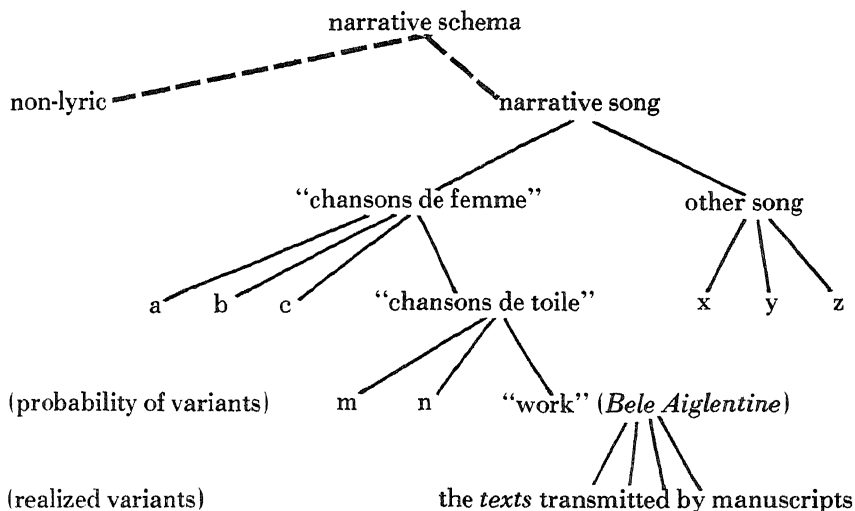 narrative schema
non-lyric
narrative song
“chansons de femme”
other song
a b c “chansons de toile” x y z
(probability of variants) m n “work” (Bele Aiglentine)
(realized variants) the texts transmitted by manuscripts